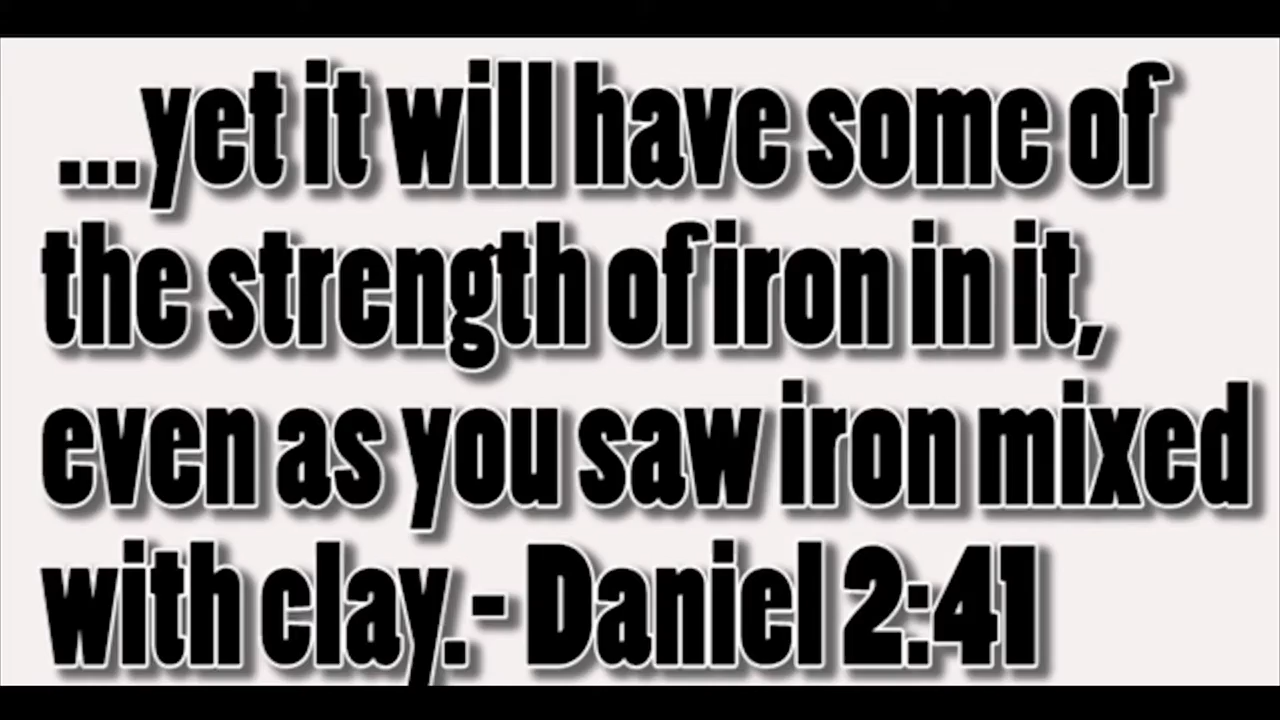 ...yet it will have some of
the strength of iron in it,
even as you saw iron mixed
with clay.- Daniel 2:41